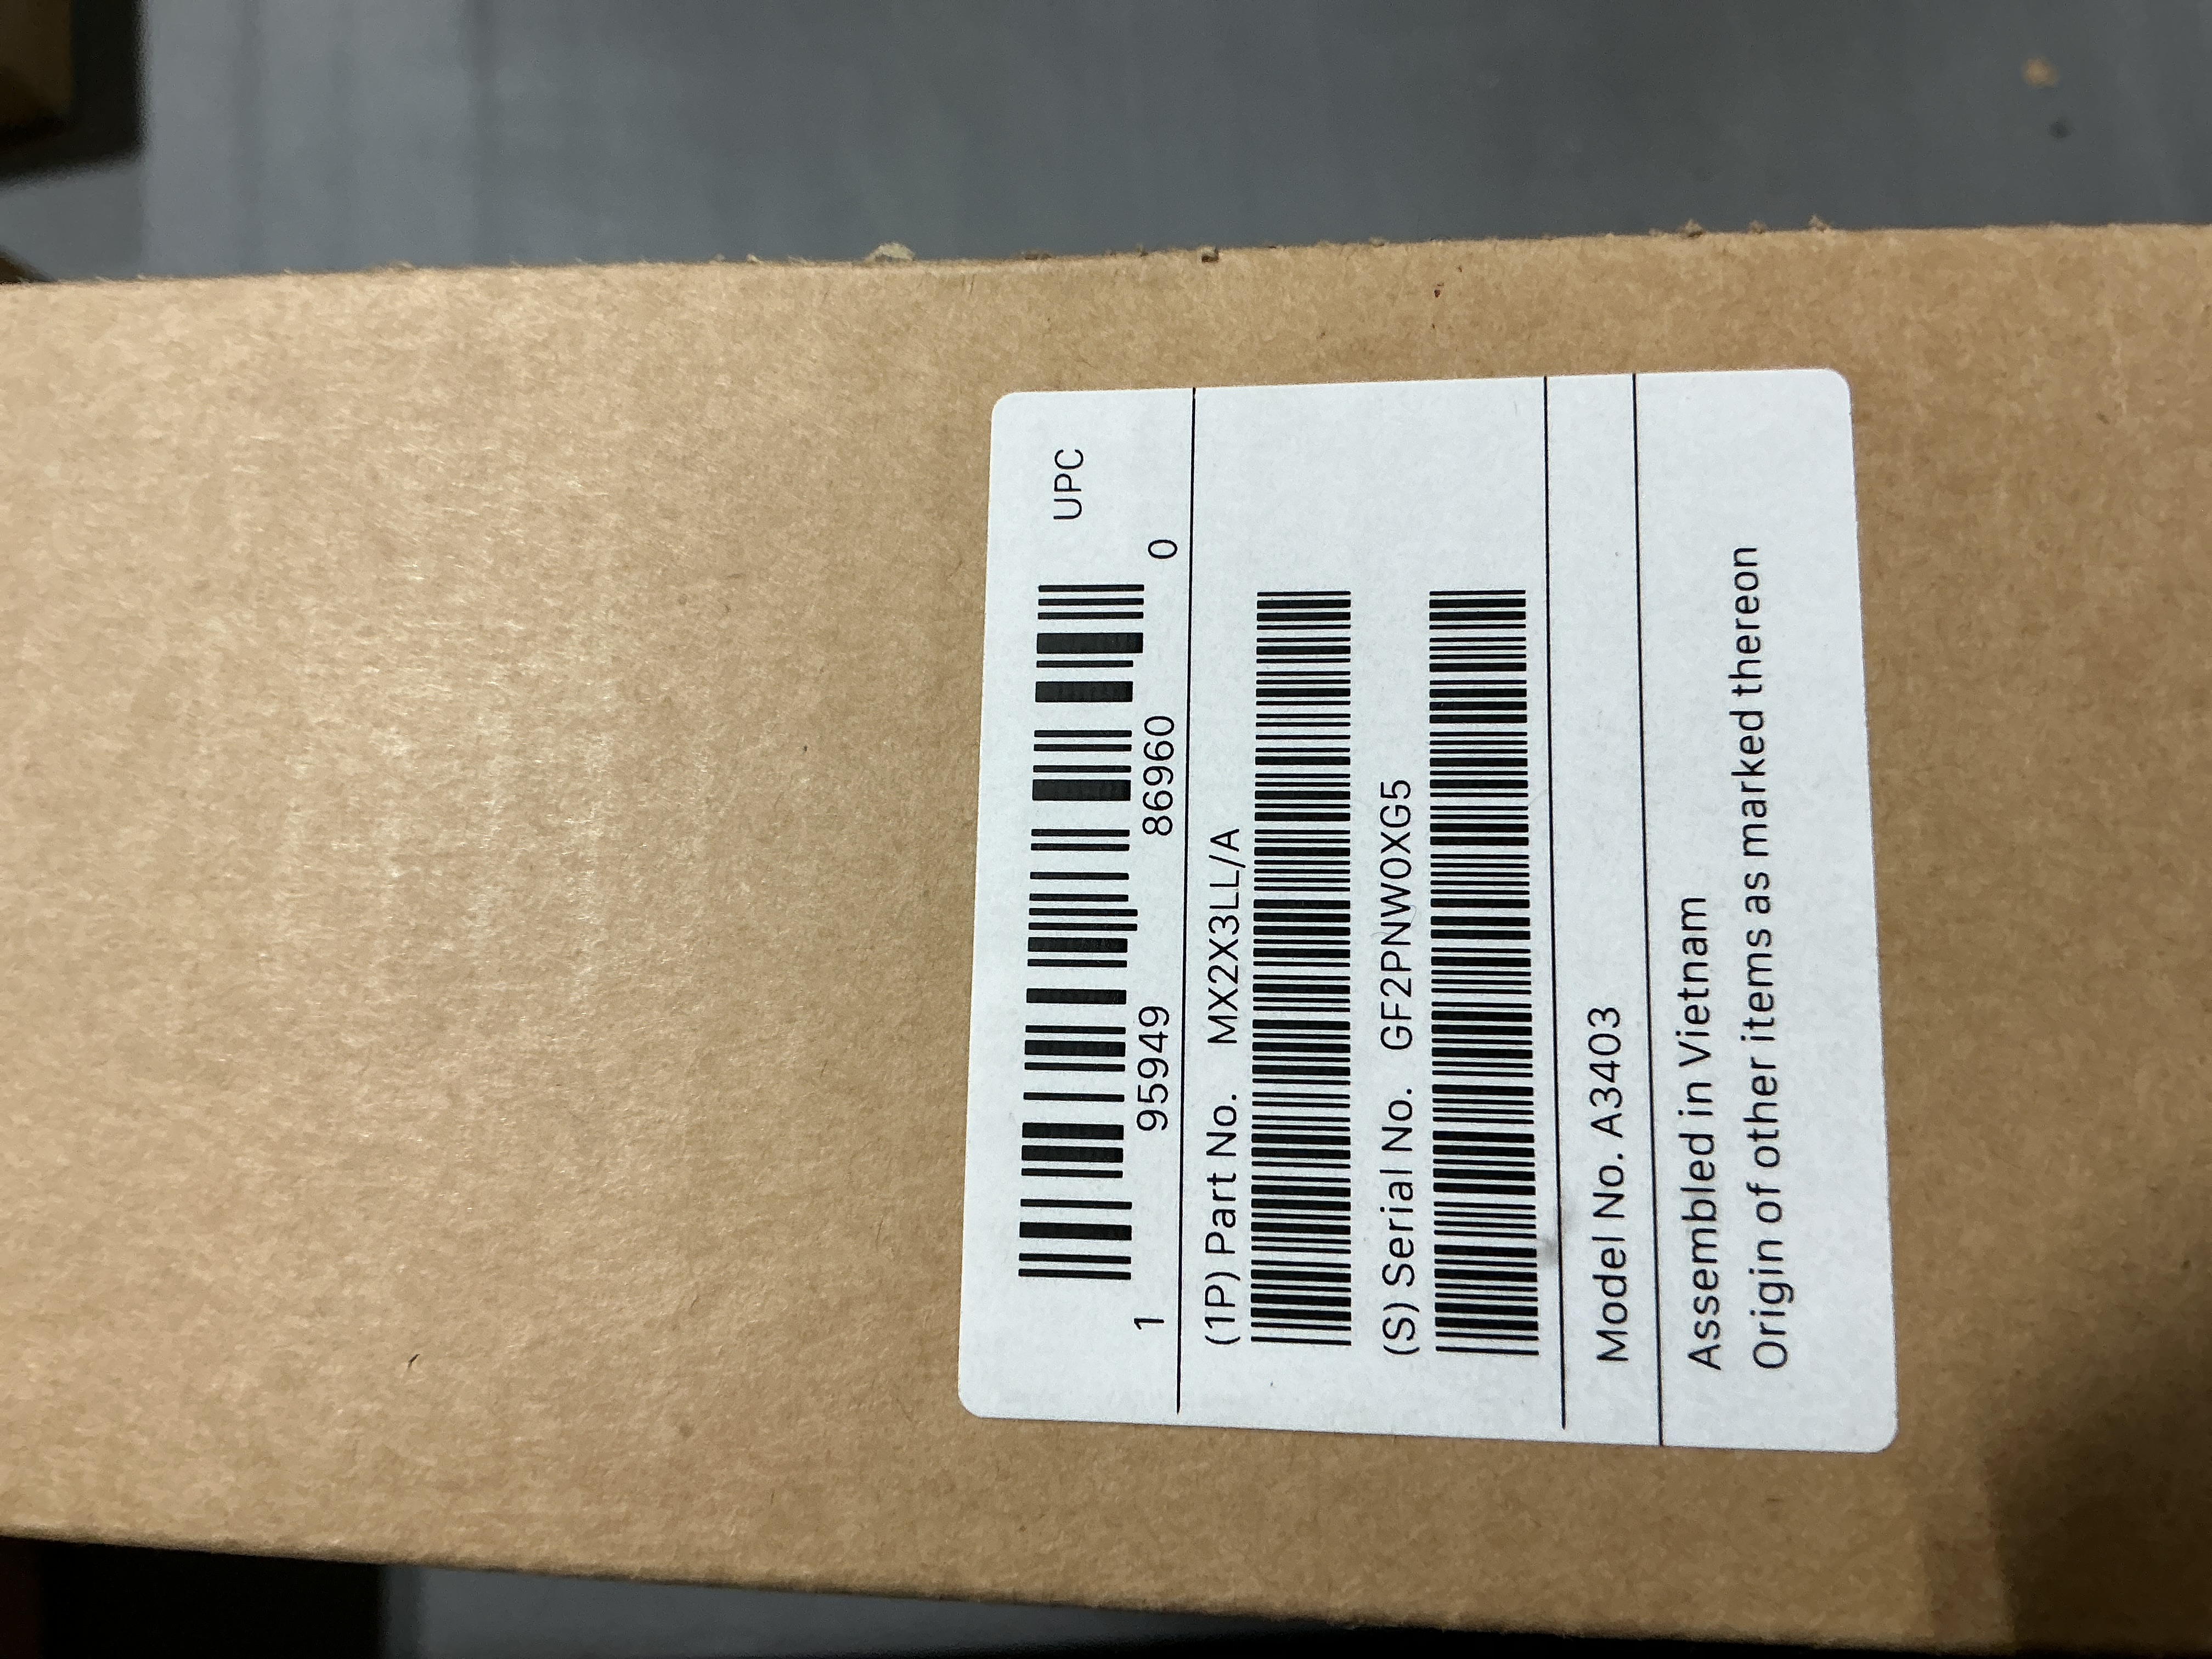 UPC
1 95949 86960 0
(1P) Part No. MX2X3LL/A
(S) Serial No. GF2PNW0XG5
Model No. A3403
Assembled in Vietnam
Origin of other items as marked thereon